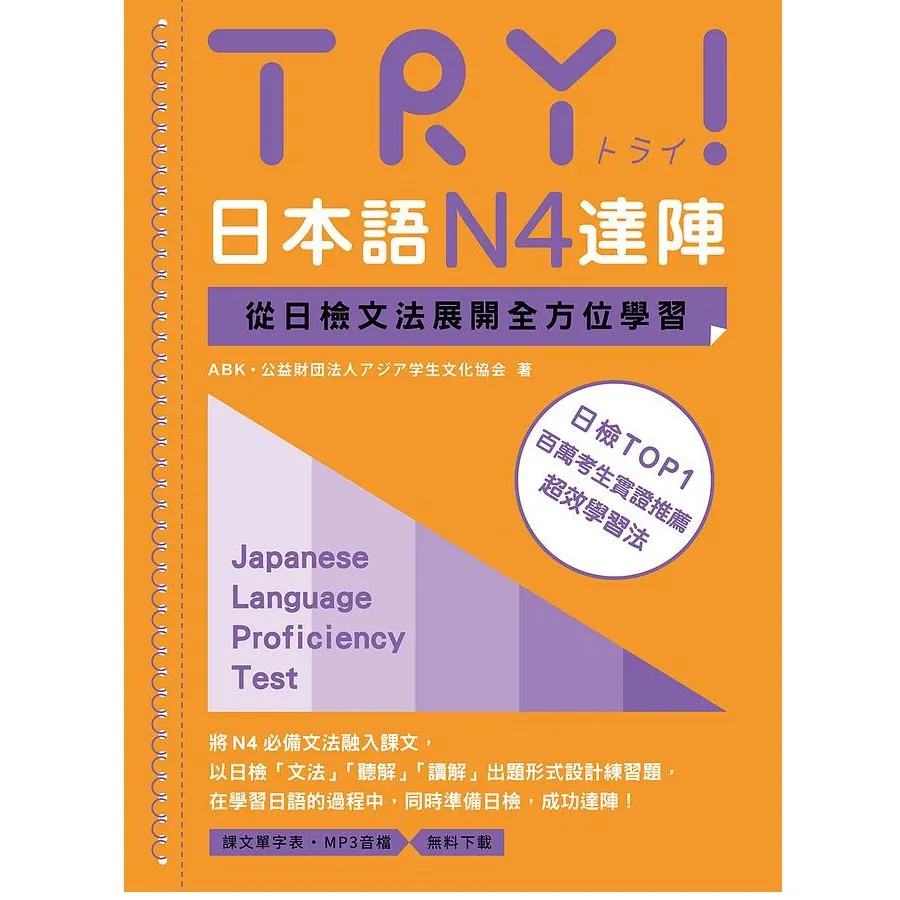 TRY!
トライ
日本語N4達陣
從日檢文法展開全方位學習
ABK・公益財団法人アジア学生文化協会 著
日檢TOP1
百萬考生實證推薦
超效學習法
Japanese
Language
Proficiency
Test
將N4必備文法融入課文，
以日檢「文法」「聽解」「讀解」出題形式設計練習題，
在學習日語的過程中，同時準備日檢，成功達陣！
課文單字表・MP3音檔 無料下載